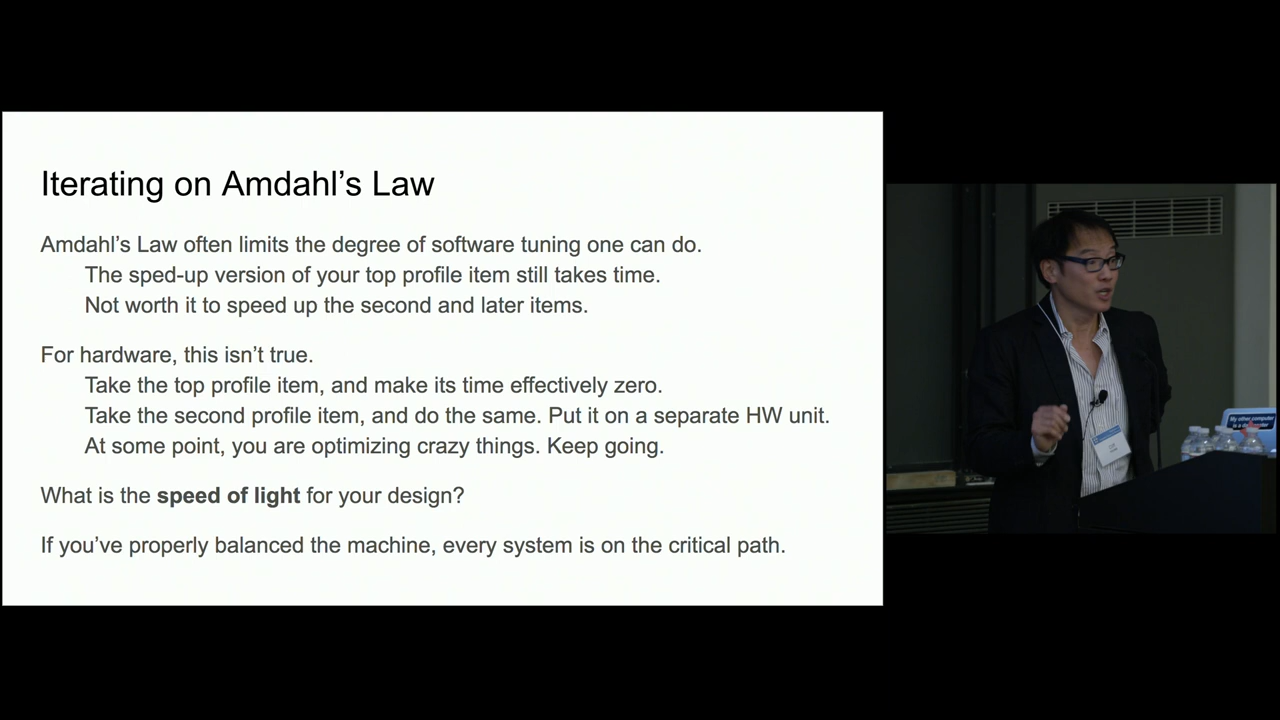 Iterating on Amdahl’s Law
Amdahl’s Law often limits the degree of software tuning one can do.
The sped-up version of your top profile item still takes time.
Not worth it to speed up the second and later items.
For hardware, this isn’t true.
Take the top profile item, and make its time effectively zero.
Take the second profile item, and do the same. Put it on a separate HW unit.
At some point, you are optimizing crazy things. Keep going.
What is the speed of light for your design?
If you’ve properly balanced the machine, every system is on the critical path.
My other computer
is a